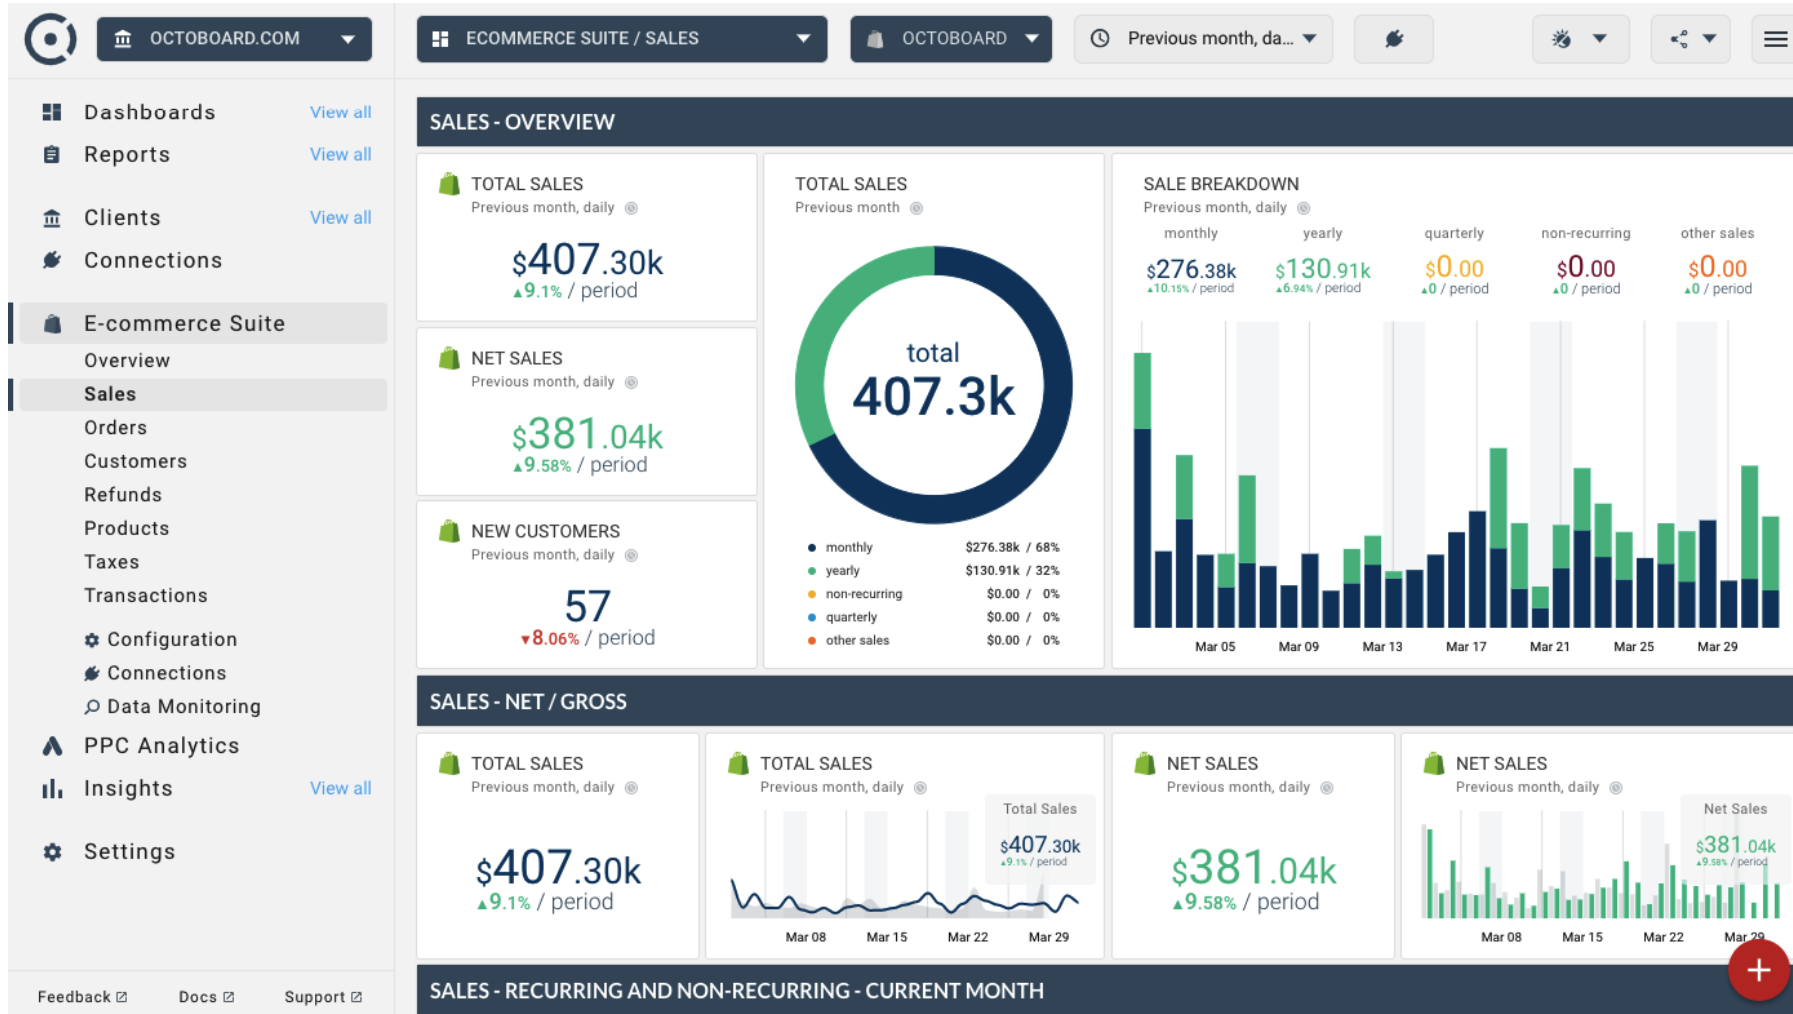 OCTOBOARD.COM
ECOMMERCE SUITE / SALES
OCTOBOARD
Previous month, da...
Dashboards View all
Reports View all
Clients View all
Connections
E-commerce Suite
Overview
Sales
Orders
Customers
Refunds
Products
Taxes
Transactions
Configuration
Connections
Data Monitoring
PPC Analytics
Insights View all
Settings
Feedback Docs Support
SALES - OVERVIEW
TOTAL SALES
Previous month, daily
$407.30k
▲9.1% / period
NET SALES
Previous month, daily
$381.04k
▲9.58% / period
NEW CUSTOMERS
Previous month, daily
57
▼8.06% / period
TOTAL SALES
Previous month
total
407.3k
monthly $276.38k / 68%
yearly $130.91k / 32%
non-recurring $0.00 / 0%
quarterly $0.00 / 0%
other sales $0.00 / 0%
SALE BREAKDOWN
Previous month, daily
monthly yearly quarterly non-recurring other sales
$276.38k $130.91k $0.00 $0.00 $0.00
▲10.15% / period ▲6.94% / period ▲0 / period ▲0 / period ▲0 / period
Mar 05 Mar 09 Mar 13 Mar 17 Mar 21 Mar 25 Mar 29
SALES - NET / GROSS
TOTAL SALES
Previous month, daily
$407.30k
▲9.1% / period
TOTAL SALES
Previous month, daily
Total Sales
$407.30k
▲9.1% / period
Mar 08 Mar 15 Mar 22 Mar 29
NET SALES
Previous month, daily
$381.04k
▲9.58% / period
NET SALES
Previous month, daily
Net Sales
$381.04k
▲9.58% / period
Mar 08 Mar 15 Mar 22 Mar 29
+
SALES - RECURRING AND NON-RECURRING - CURRENT MONTH